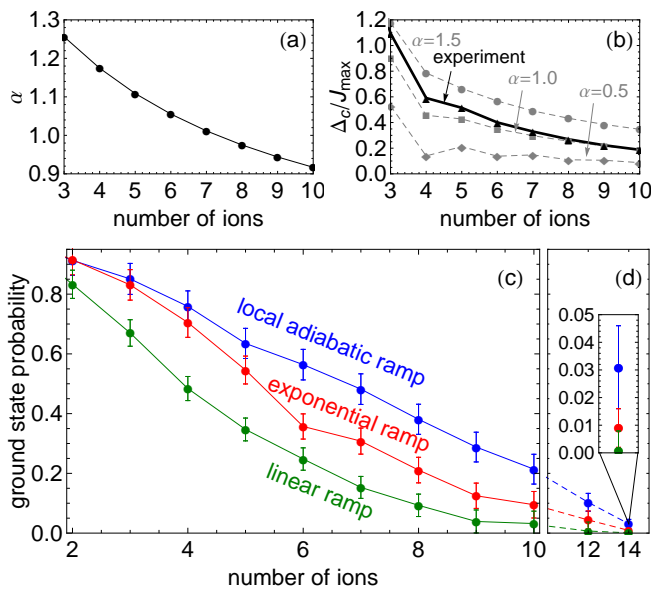 (a)
1.3
1.2
1.1
1.0
0.9
α
3 4 5 6 7 8 9 10
number of ions
(b)
1.2
1.0
0.8
0.6
0.4
0.2
0.0
Δc/Jmax
α=1.5
experiment
α=1.0
α=0.5
3 4 5 6 7 8 9 10
number of ions
(c)
0.8
0.6
0.4
0.2
0.0
ground state probability
local adiabatic ramp
exponential ramp
linear ramp
2 4 6 8 10
number of ions
(d)
0.05
0.04
0.03
0.02
0.01
0.00
12 14